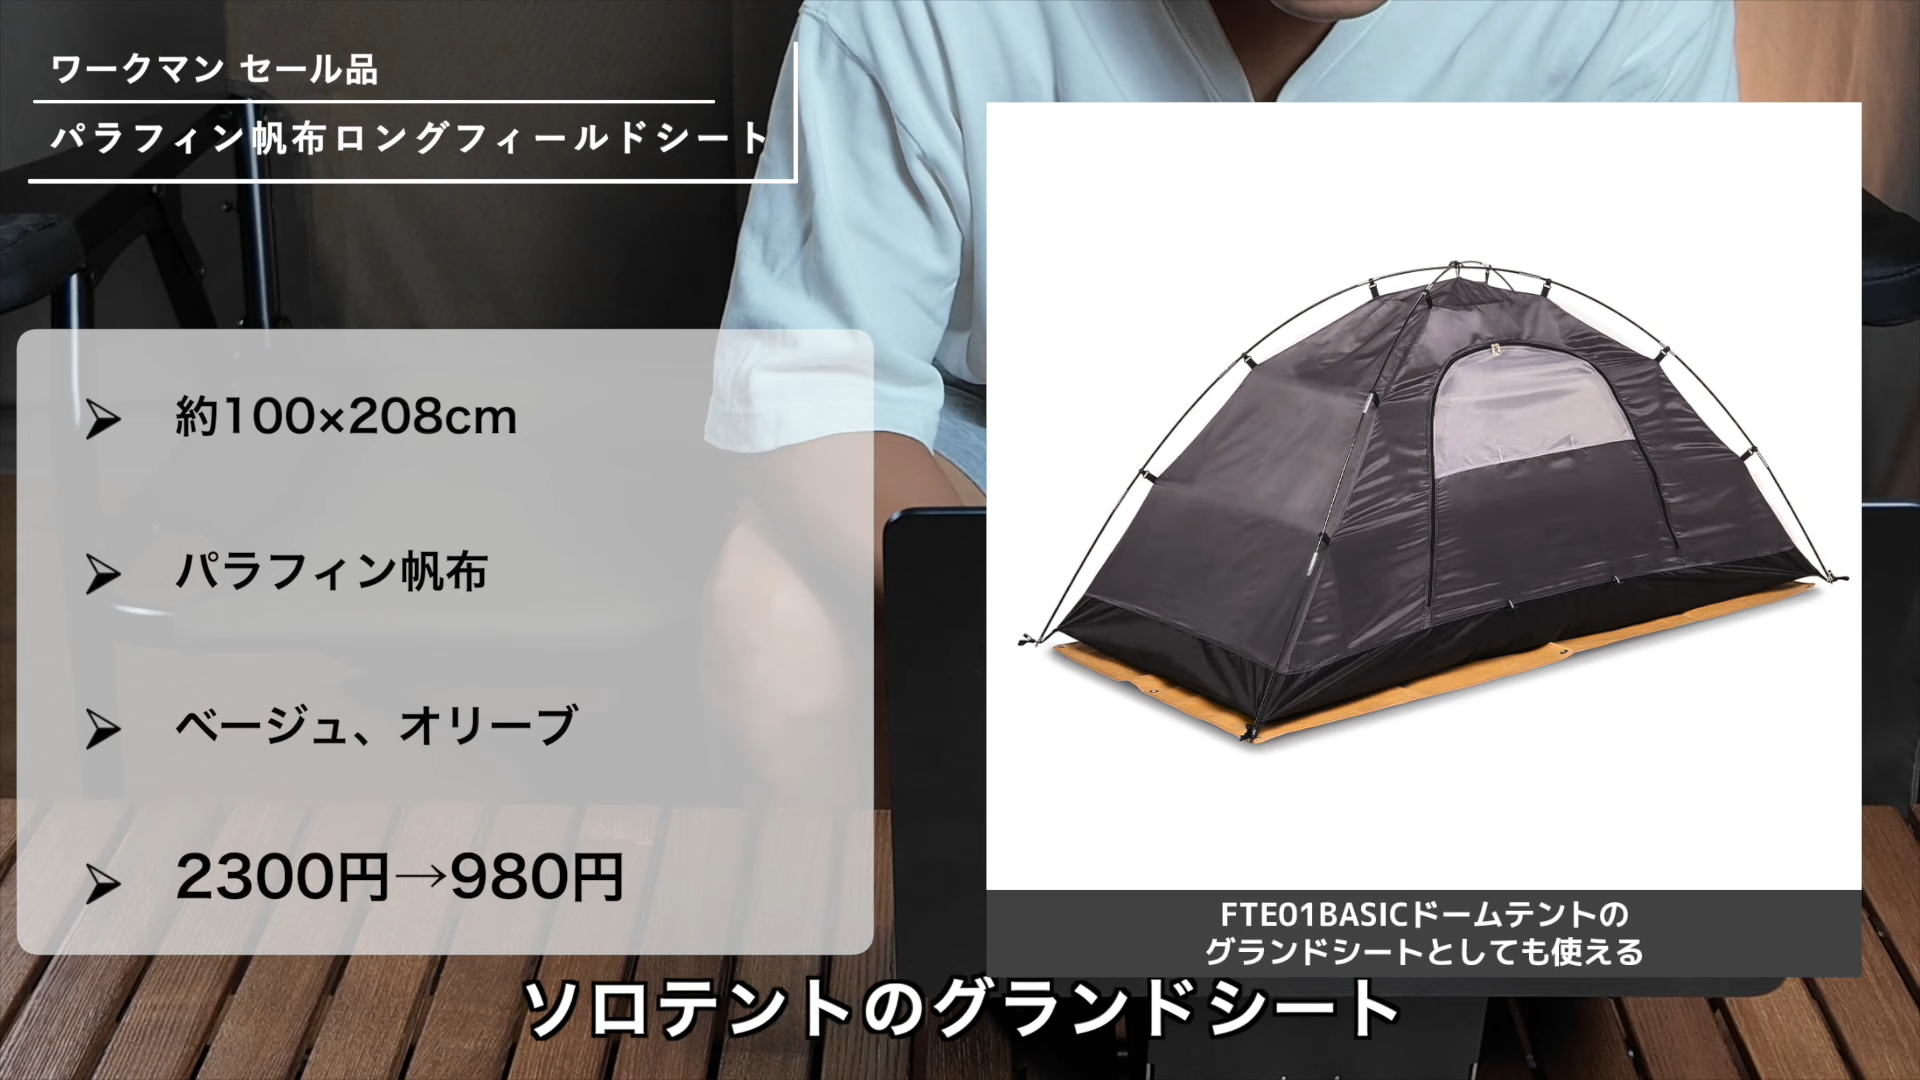 ワークマン セール品
パラフィン帆布ロングフィールドシート
約100×208cm
パラフィン帆布
ベージュ、オリーブ
2300円→980円
FTE01BASICドームテントの
グランドシートとしても使える
ソロテントのグランドシート